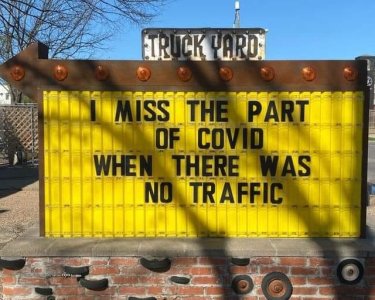 TRUCK YARD
I MISS THE PART
OF COVID
WHEN THERE WAS
NO TRAFFIC